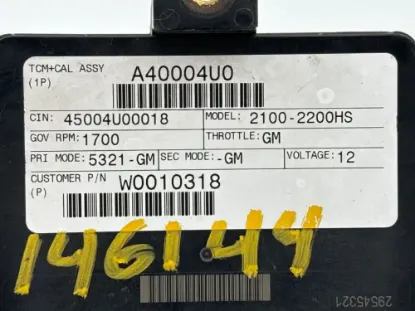 TCM+CAL ASSY A40004U0
(1P)
CIN: 45004U00018 MODEL: 2100-2200HS
GOV RPM: 1700 THROTTLE: GM
PRI MODE: 5321-GM SEC MODE: -GM VOLTAGE: 12
CUSTOMER P/N W0010318
(P)
146144
29545321